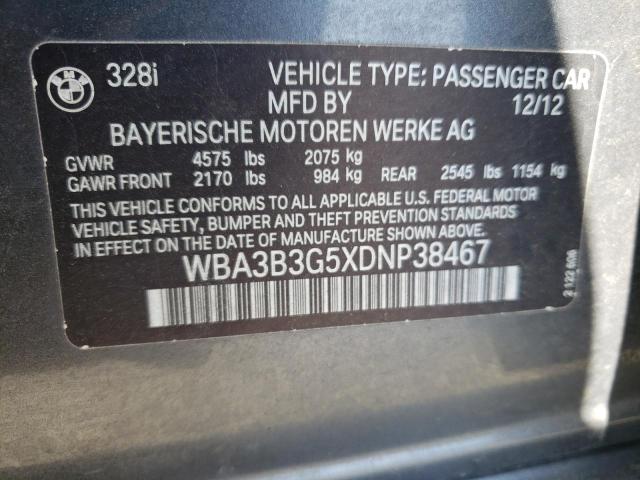 BMW 328i VEHICLE TYPE: PASSENGER CAR
MFD BY 12/12
BAYERISCHE MOTOREN WERKE AG
GVWR 4575 lbs 2075 kg
GAWR FRONT 2170 lbs 984 kg REAR 2545 lbs 1154 kg
THIS VEHICLE CONFORMS TO ALL APPLICABLE U.S. FEDERAL MOTOR
VEHICLE SAFETY, BUMPER AND THEFT PREVENTION STANDARDS
IN EFFECT ON THE DATE OF MANUFACTURE SHOWN ABOVE.
WBA3B3G5XDNP38467